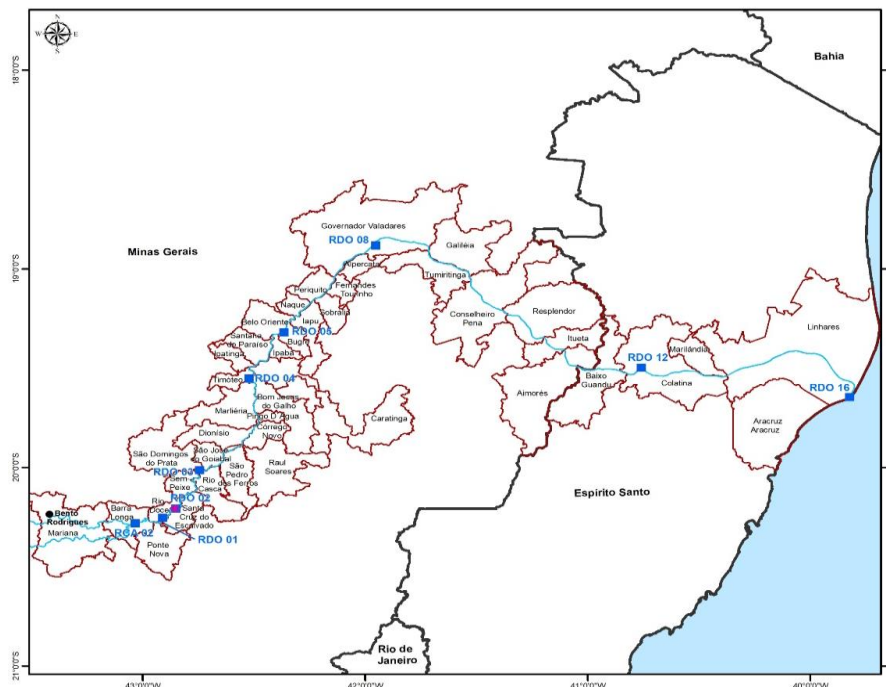 N
W E
S
Bahia
18°0'0"S
Minas Gerais
Governador Valadares
RDO 08
Galiléia
19°0'0"S
Alpercata
Tumiritinga
Periquito
Fernandes
Tourinho
Naque
Sobrália
Conselheiro
Pena
Resplendor
Linhares
Belo Oriente
Iapu
RDO 05
Bugre
Santana
do Paraíso
Ipatinga
Ipaba
Itueta
Marilândia
RDO 12
Timóteo
RDO 04
Baixo
Guandu
Colatina
RDO 16
Aimorés
Bom Jesus
do Galho
Marliéria
Pingo D'Água
Caratinga
Córrego
Novo
Aracruz
Aracruz
Dionísio
São Domingos
do Prata
São José
do Goiabal
RDO 03
São
Pedro
dos Ferros
Raul
Soares
20°0'0"S
Sem
Peixe
Rio
Casca
Espírito Santo
RDO 02
Rio
Doce
Santa
Cruz do
Escalvado
Barra
Longa
Bento
Rodrigues
Mariana
RGA 02
RDO 01
Ponte
Nova
Rio de
Janeiro
21°0'0"S
43°0'0"W
42°0'0"W
41°0'0"W
40°0'0"W